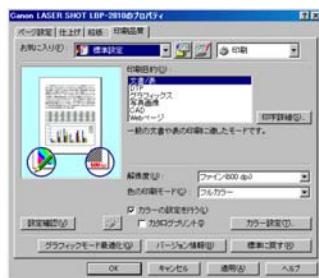 Canon LASER SHOT LBP-2810のプロパティ
ページ設定 仕上げ 給紙 印刷品質
お気に入り(F): 標準設定 印刷
印刷目的(U):
文書/表
グラフィックス
写真画像
CAD
Webページ
印字詳細(G)...
一般の文書や表の印刷に適したモードです。
解像度(U): ファイン(600 dpi)
色の印刷モード(C): フルカラー
カラーの設定を行う(L)
設定確認(V) カタログプリント カラー設定(T)...
グラフィックモード最適化(G) バージョン情報(B) 標準に戻す(R)
OK キャンセル 適用(A) ヘルプ